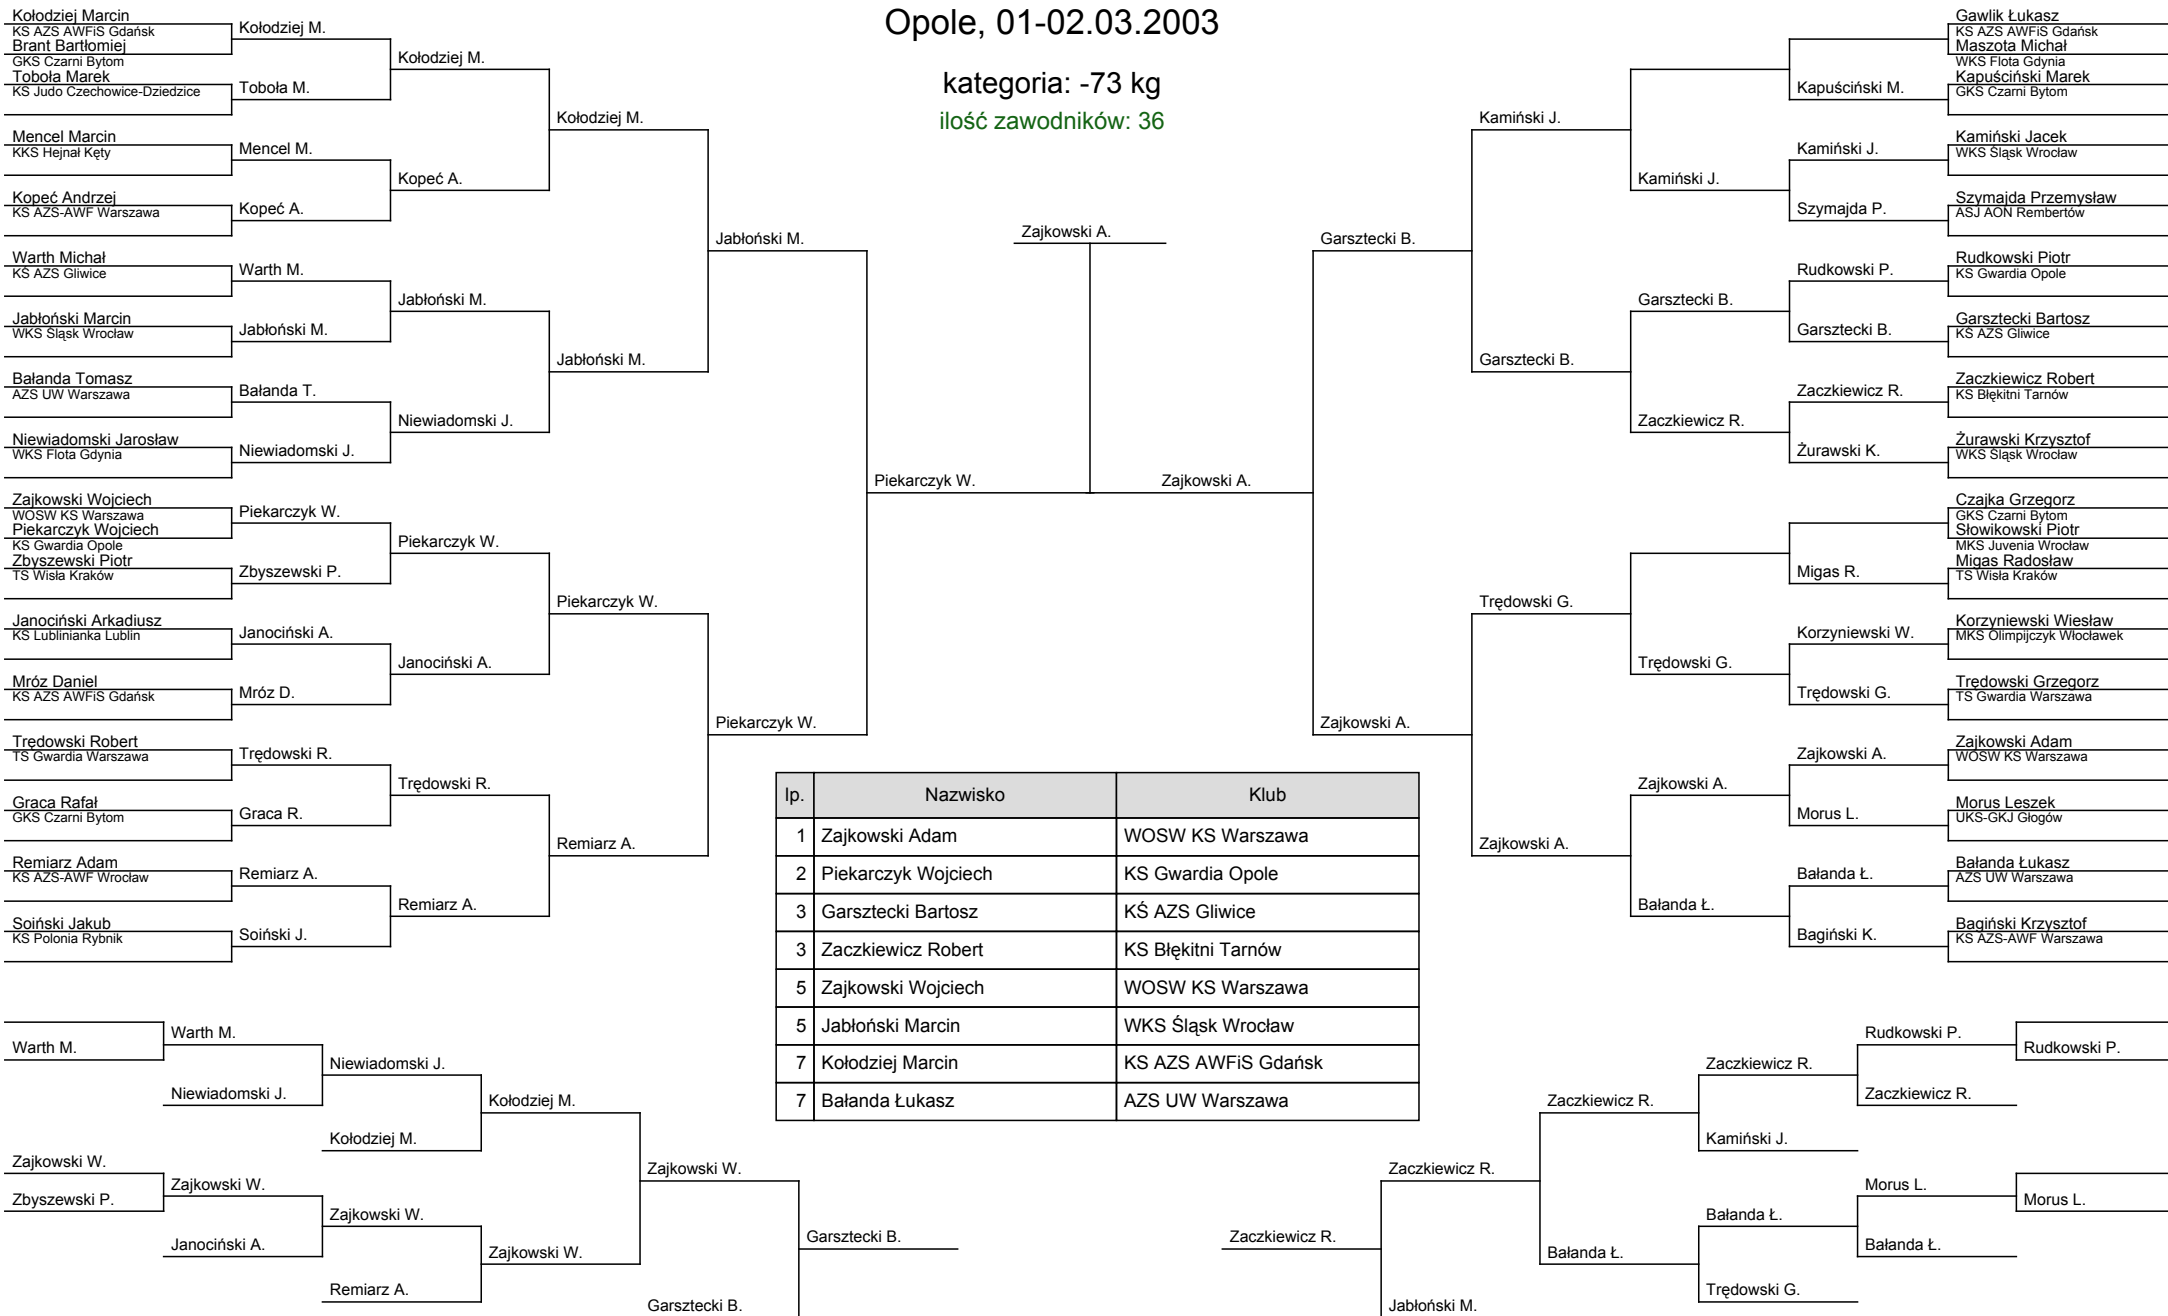 Opole, 01-02.03.2003
kategoria: -73 kg
ilość zawodników: 36
Kołodziej Marcin
KS AZS AWFiS Gdańsk
Brant Bartłomiej
GKS Czarni Bytom
Toboła Marek
KS Judo Czechowice-Dziedzice
Mencel Marcin
KKS Hejnał Kęty
Kopeć Andrzej
KS AZS-AWF Warszawa
Warth Michał
KŚ AZS Gliwice
Jabłoński Marcin
WKS Śląsk Wrocław
Bałanda Tomasz
AZS UW Warszawa
Niewiadomski Jarosław
WKS Flota Gdynia
Zajkowski Wojciech
WOSW KS Warszawa
Piekarczyk Wojciech
KS Gwardia Opole
Zbyszewski Piotr
TS Wisła Kraków
Janociński Arkadiusz
KS Lublinianka Lublin
Mróz Daniel
KS AZS AWFiS Gdańsk
Trędowski Robert
TS Gwardia Warszawa
Graca Rafał
GKS Czarni Bytom
Remiarz Adam
KS AZS-AWF Wrocław
Soiński Jakub
KS Polonia Rybnik
Kołodziej M.
Toboła M.
Mencel M.
Kopeć A.
Warth M.
Jabłoński M.
Bałanda T.
Niewiadomski J.
Piekarczyk W.
Zbyszewski P.
Janociński A.
Mróz D.
Trędowski R.
Graca R.
Remiarz A.
Soiński J.
Kołodziej M.
Kopeć A.
Jabłoński M.
Niewiadomski J.
Piekarczyk W.
Janociński A.
Trędowski R.
Remiarz A.
Kołodziej M.
Jabłoński M.
Piekarczyk W.
Remiarz A.
Jabłoński M.
Piekarczyk W.
Piekarczyk W.
Zajkowski A.
Zajkowski A.
Garsztecki B.
Zajkowski A.
Kamiński J.
Garsztecki B.
Trędowski G.
Zajkowski A.
Kamiński J.
Garsztecki B.
Zaczkiewicz R.
Trędowski G.
Zajkowski A.
Bałanda Ł.
Kapuściński M.
Kamiński J.
Szymajda P.
Rudkowski P.
Garsztecki B.
Zaczkiewicz R.
Żurawski K.
Migas R.
Korzyniewski W.
Trędowski G.
Zajkowski A.
Morus L.
Bałanda Ł.
Bagiński K.
Gawlik Łukasz
KS AZS AWFiS Gdańsk
Maszota Michał
WKS Flota Gdynia
Kapuściński Marek
GKS Czarni Bytom
Kamiński Jacek
WKS Śląsk Wrocław
Szymajda Przemysław
ASJ AON Rembertów
Rudkowski Piotr
KS Gwardia Opole
Garsztecki Bartosz
KŚ AZS Gliwice
Zaczkiewicz Robert
KS Błękitni Tarnów
Żurawski Krzysztof
WKS Śląsk Wrocław
Czajka Grzegorz
GKS Czarni Bytom
Słowikowski Piotr
MKS Juvenia Wrocław
Migas Radosław
TS Wisła Kraków
Korzyniewski Wiesław
MKS Olimpijczyk Włocławek
Trędowski Grzegorz
TS Gwardia Warszawa
Zajkowski Adam
WOSW KS Warszawa
Morus Leszek
UKS-GKJ Głogów
Bałanda Łukasz
AZS UW Warszawa
Bagiński Krzysztof
KS AZS-AWF Warszawa
lp. Nazwisko Klub
1 Zajkowski Adam WOSW KS Warszawa
2 Piekarczyk Wojciech KS Gwardia Opole
3 Garsztecki Bartosz KŚ AZS Gliwice
3 Zaczkiewicz Robert KS Błękitni Tarnów
5 Zajkowski Wojciech WOSW KS Warszawa
5 Jabłoński Marcin WKS Śląsk Wrocław
7 Kołodziej Marcin KS AZS AWFiS Gdańsk
7 Bałanda Łukasz AZS UW Warszawa
Warth M.
Zajkowski W.
Zbyszewski P.
Warth M.
Niewiadomski J.
Zajkowski W.
Janociński A.
Niewiadomski J.
Kołodziej M.
Zajkowski W.
Remiarz A.
Kołodziej M.
Zajkowski W.
Zajkowski W.
Garsztecki B.
Garsztecki B.
Zaczkiewicz R.
Zaczkiewicz R.
Jabłoński M.
Zaczkiewicz R.
Bałanda Ł.
Zaczkiewicz R.
Kamiński J.
Bałanda Ł.
Trędowski G.
Rudkowski P.
Zaczkiewicz R.
Morus L.
Bałanda Ł.
Rudkowski P.
Morus L.